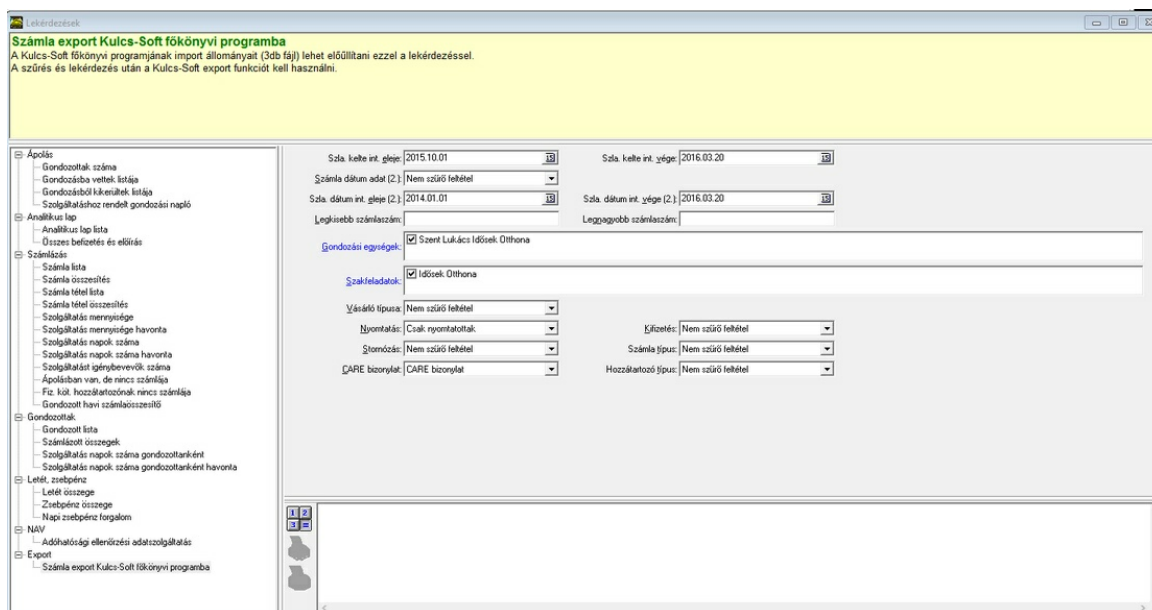 Lekérdezések
Számla export Kulcs-Soft főkönyvi programba
A Kulcs-Soft főkönyvi programjának import állományait (3db fájl) lehet előűllítani ezzel a lekérdezéssel.
A szűrés és lekérdezés után a Kulcs-Soft export funkciót kell használni.
Ápolás
Gondozottak száma
Gondozásba vettek listája
Gondozásból kikerültek listája
Szolgáltatáshoz rendelt gondozási napló
Analitikus lap
Analitikus lap lista
Összes befizetés és előírás
Számlázás
Számla lista
Számla összesítés
Számla tétel lista
Számla tétel összesítés
Szolgáltatás mennyisége
Szolgáltatás mennyisége havonta
Szolgáltatás napok száma
Szolgáltatás napok száma havonta
Szolgáltatást igénybevevők száma
Ápolásban van, de nincs számlája
Fiz. köt. hozzátartozónak nincs számlája
Gondozott havi számlaösszesítő
Gondozottak
Gondozott lista
Számlázott összegek
Szolgáltatás napok száma gondozottanként
Szolgáltatás napok száma gondozottanként havonta
Letét, zsebpénz
Letét összege
Zsebpénz összege
Napi zsebpénz forgalom
NAV
Adóhatósági ellenőrzési adatszolgáltatás
Export
Számla export Kulcs-Soft főkönyvi programba
Szla. kelte int. eleje: 2015.10.01 15 Szla. kelte int. vége: 2016.03.20 15
Számla dátum adat (2.): Nem szűrő feltétel
Szla. dátum int. eleje (2.): 2014.01.01 15 Szla. dátum int. vége (2.): 2016.03.20 15
Legkisebb számlaszám: Legnagyobb számlaszám:
Gondozási egységek: Szent Lukács Idősek Otthona
Szakfeladatok: Idősek Otthona
Vásárló típusa: Nem szűrő feltétel
Nyomtatás: Csak nyomtatottak Kifizetés: Nem szűrő feltétel
Stornózás: Nem szűrő feltétel Számla típus: Nem szűrő feltétel
CARE bizonylat: CARE bizonylat Hozzátartozó típus: Nem szűrő feltétel
1 2
3 =